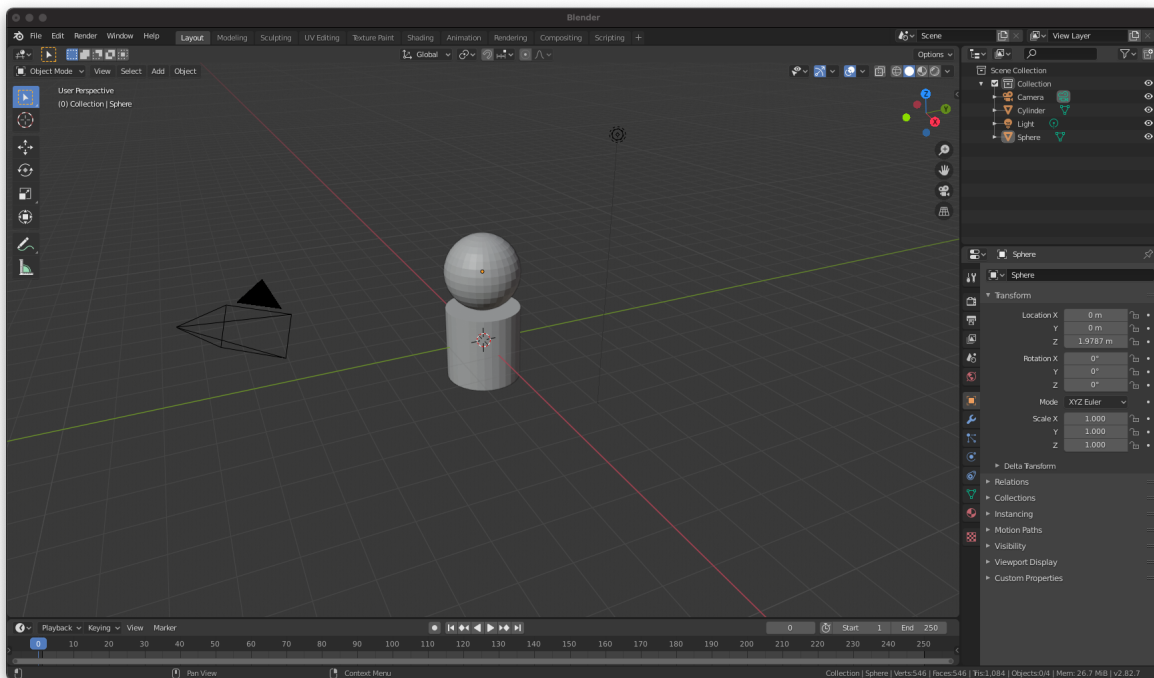 Blender
File Edit Render Window Help Layout Modeling Sculpting UV Editing Texture Paint Shading Animation Rendering Compositing Scripting + Scene View Layer
Global Options
Object Mode View Select Add Object
User Perspective
(0) Collection | Sphere
Z
Y
X
Scene Collection
Collection
Camera
Cylinder
Light
Sphere
Sphere
Sphere
Transform
Location X 0 m
Y 0 m
Z 1.9787 m
Rotation X 0°
Y 0°
Z 0°
Mode XYZ Euler
Scale X 1.000
Y 1.000
Z 1.000
Delta Transform
Relations
Collections
Instancing
Motion Paths
Visibility
Viewport Display
Custom Properties
Playback Keying View Marker 0 Start 1 End 250
0 10 20 30 40 50 60 70 80 90 100 110 120 130 140 150 160 170 180 190 200 210 220 230 240 250
Pan View Context Menu Collection | Sphere | Verts:546 | Faces:546 | Tris:1,084 | Objects:0/4 | Mem: 26.7 MiB | v2.82.7